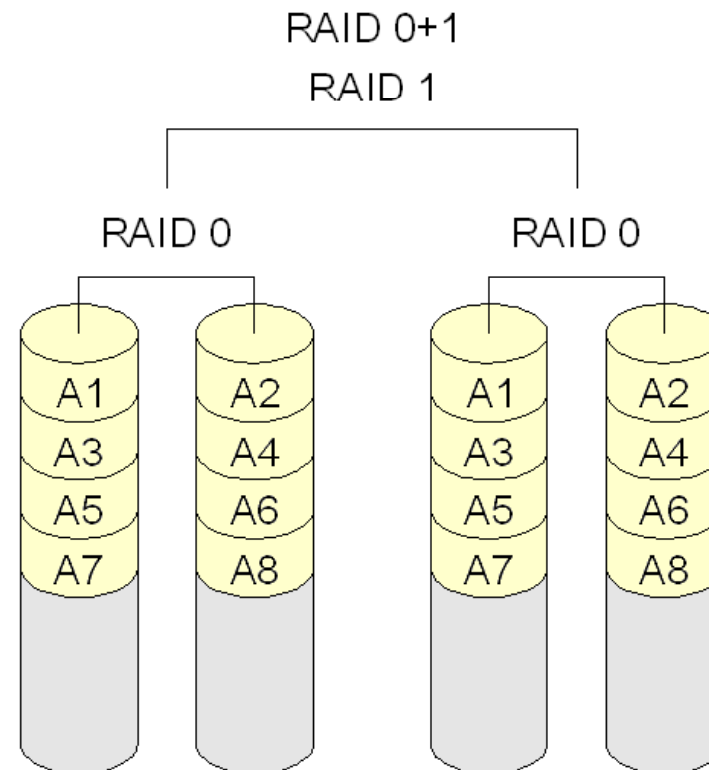 RAID 0+1
RAID 1
RAID 0 RAID 0
A1 A2 A1 A2
A3 A4 A3 A4
A5 A6 A5 A6
A7 A8 A7 A8